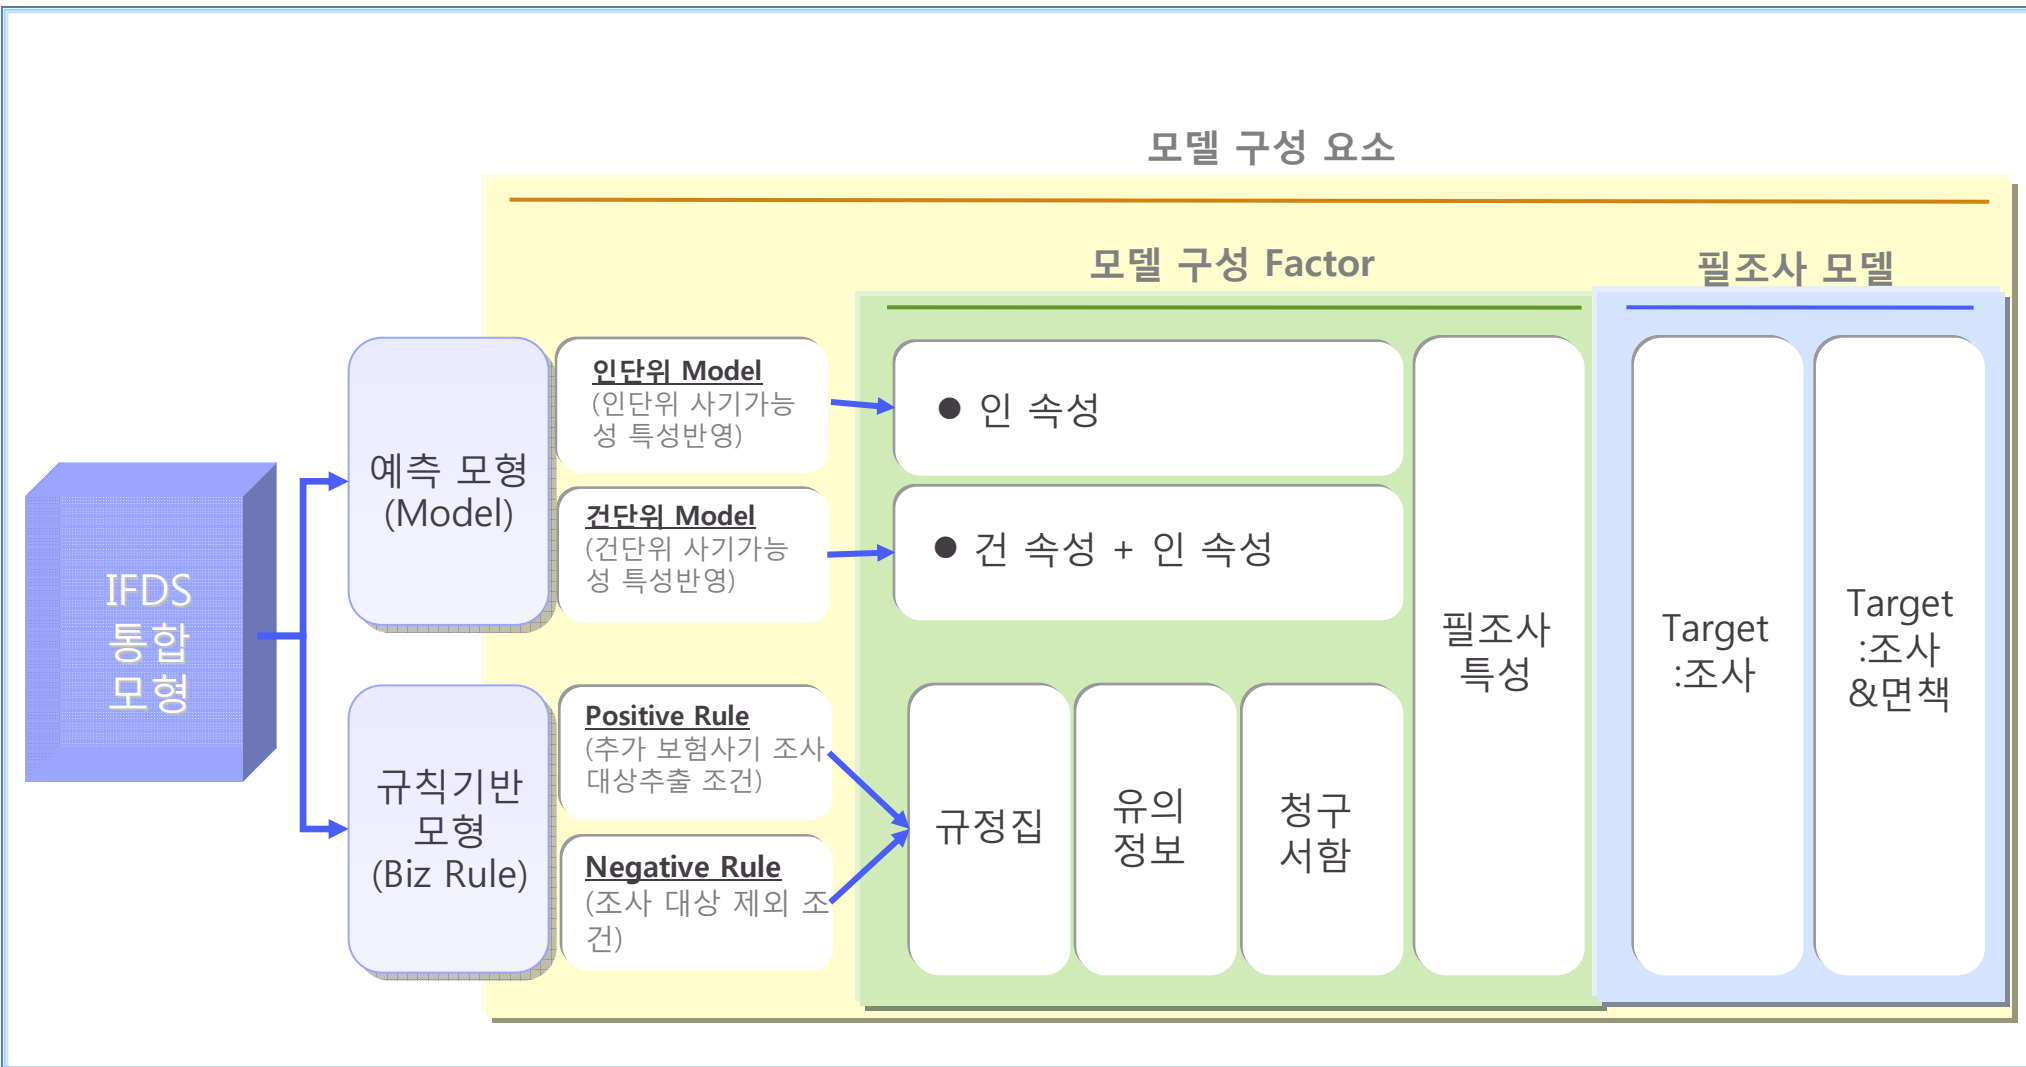 모델 구성 요소
모델 구성 Factor
필조사 모델
IFDS
통합
모형
예측 모형
(Model)
인단위 Model
(인단위 사기가능
성 특성반영)
건단위 Model
(건단위 사기가능
성 특성반영)
● 인 속성
● 건 속성 + 인 속성
규칙기반
모형
(Biz Rule)
Positive Rule
(추가 보험사기 조사
대상추출 조건)
Negative Rule
(조사 대상 제외 조
건)
규정집
유의
정보
청구
서함
필조사
특성
Target
:조사
Target
:조사
&면책